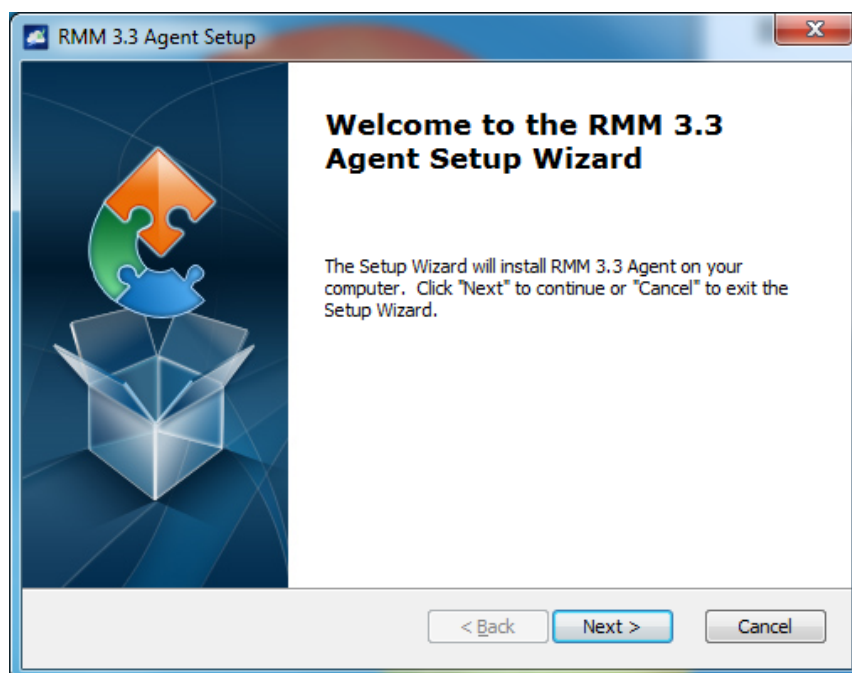 RMM 3.3 Agent Setup
Welcome to the RMM 3.3
Agent Setup Wizard
The Setup Wizard will install RMM 3.3 Agent on your
computer.  Click "Next" to continue or "Cancel" to exit the
Setup Wizard.
< Back
Next >
Cancel